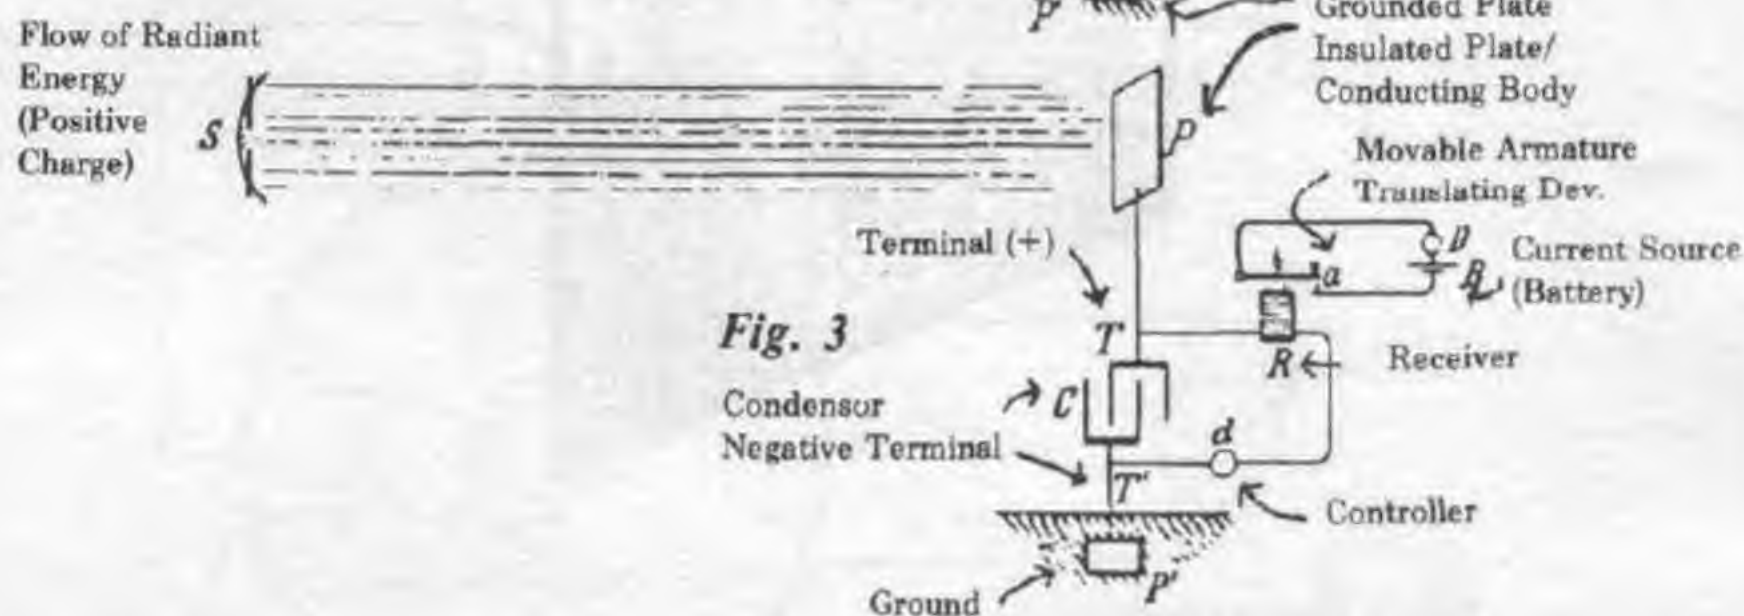 P'
Grounded Plate
Insulated Plate/
Conducting Body
Flow of Radiant
Energy
(Positive
Charge)
S
P
Movable Armature
Translating Dev.
Terminal (+)
D
a
B
Current Source
(Battery)
Fig. 3
T
R
Receiver
Condensor
C
Negative Terminal
d
T'
Controller
P'
Ground